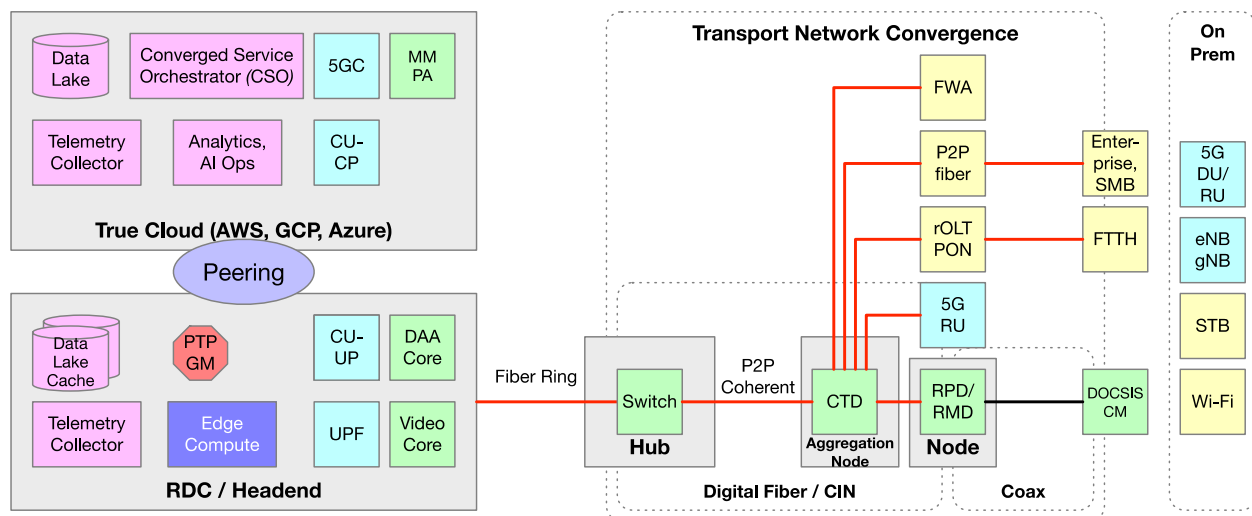 Data
Lake
Converged Service
Orchestrator (CSO)
5GC
MM
PA
Telemetry
Collector
Analytics,
AI Ops
CU-
CP
True Cloud (AWS, GCP, Azure)
Peering
Data
Lake
Cache
PTP
GM
CU-
UP
DAA
Core
Telemetry
Collector
Edge
Compute
UPF
Video
Core
RDC / Headend
Fiber Ring
Transport Network Convergence
FWA
P2P
fiber
Enter-
prise,
SMB
rOLT
PON
FTTH
5G
RU
Switch
Hub
P2P
Coherent
CTD
Aggregation
Node
RPD/
RMD
Node
DOCSIS
CM
Digital Fiber / CIN
Coax
On
Prem
5G
DU/
RU
eNB
gNB
STB
Wi-Fi